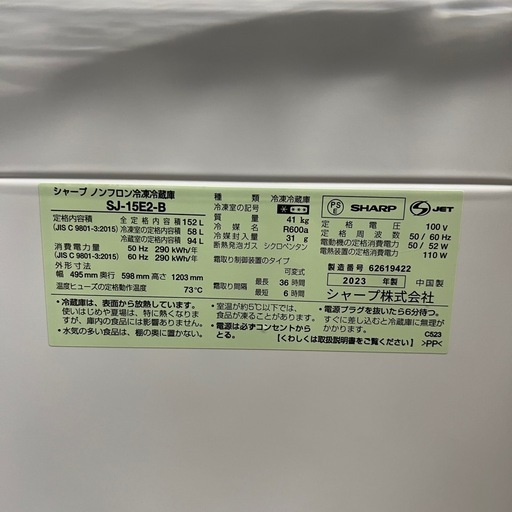 シャープ ノンフロン冷凍冷蔵庫
SJ-15E2-B
定格内容積 全定格内容積 152 L
(JIS C 9801-3:2015) 冷凍室の定格内容積 58 L
冷蔵室の定格内容積 94 L
消費電力量 50 Hz 290 kWh/年
(JIS C 9801-3:2015) 60 Hz 290 kWh/年
外形寸法
幅 495 mm 奥行 598 mm 高さ 1203 mm
温度ヒューズの定格動作温度 73℃
種類 冷凍冷蔵庫
冷凍室の記号
質量 41 kg
冷媒名 R600a
冷媒封入量 31 g
断熱発泡ガス シクロペンタン
霜取り制御装置のタイプ
可変式
霜取り間隔 最長 36 時間
最短 6 時間
PS E SHARP S JET
定格電圧 100 V
定格周波数 50 / 60 Hz
電動機の定格消費電力 50 / 52 W
電熱装置の定格消費電力 110 W
製造番号 62619422
2023 年製 中国製
シャープ株式会社
・冷蔵庫は、表面から放熱しています。
使いはじめや夏場は、特に熱くなりま
すが、庫内の食品には影響ありません。
・水気の多い食品は、棚の奥に置かない。
・室温が約5℃以下では、
食品が凍ることがあります。
・電源は必ずコンセントから
とる。
・電源プラグを抜いたら6分待つ。
すぐに差し込むと冷蔵庫に無理が
かかります。
【くわしくは取扱説明書をご覧ください】
C523
>PP<